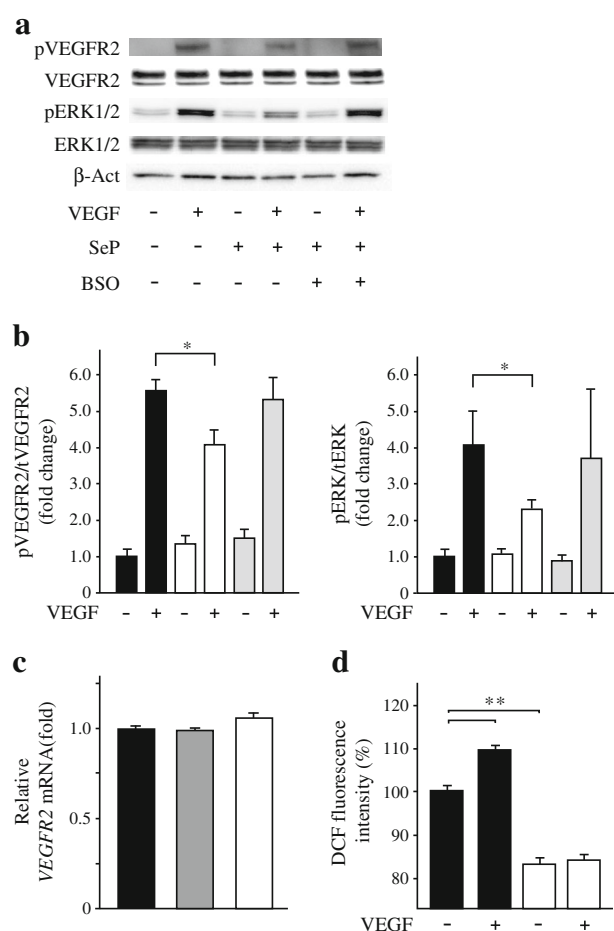 a
pVEGFR2
VEGFR2
pERK1/2
ERK1/2
β-Act
VEGF - + - + - +
SeP - - + + + +
BSO - - - - + +
b
pVEGFR2/tVEGFR2
(fold change)
6.0
5.0
4.0
3.0
2.0
1.0
0
*
VEGF - + - + - +
pERK/tERK
(fold change)
6.0
5.0
4.0
3.0
2.0
1.0
0
*
VEGF - + - + - +
c
Relative
VEGFR2 mRNA(fold)
1.0
0.5
0
d
DCF fluorescence
intensity (%)
120
110
100
90
80
**
VEGF - + - +